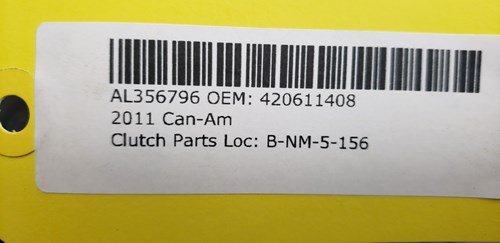 AL356796 OEM: 420611408
2011 Can-Am
Clutch Parts Loc: B-NM-5-156